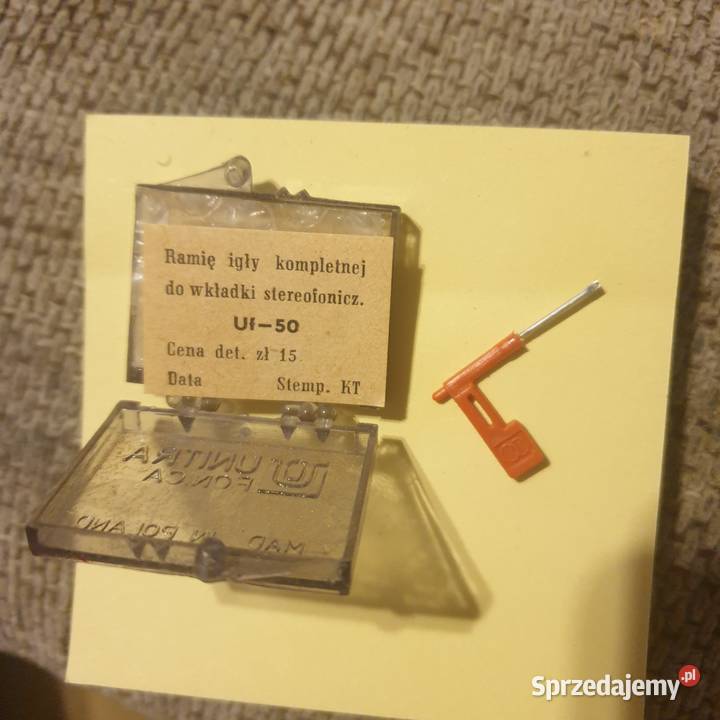 Ramię igły kompletnej
do wkładki stereofonicz.
Uf-50
Cena det. zł 15
Data Stemp. KT
UNITRA
FONICA
MADE IN POLAND
Sprzedajemy.pl